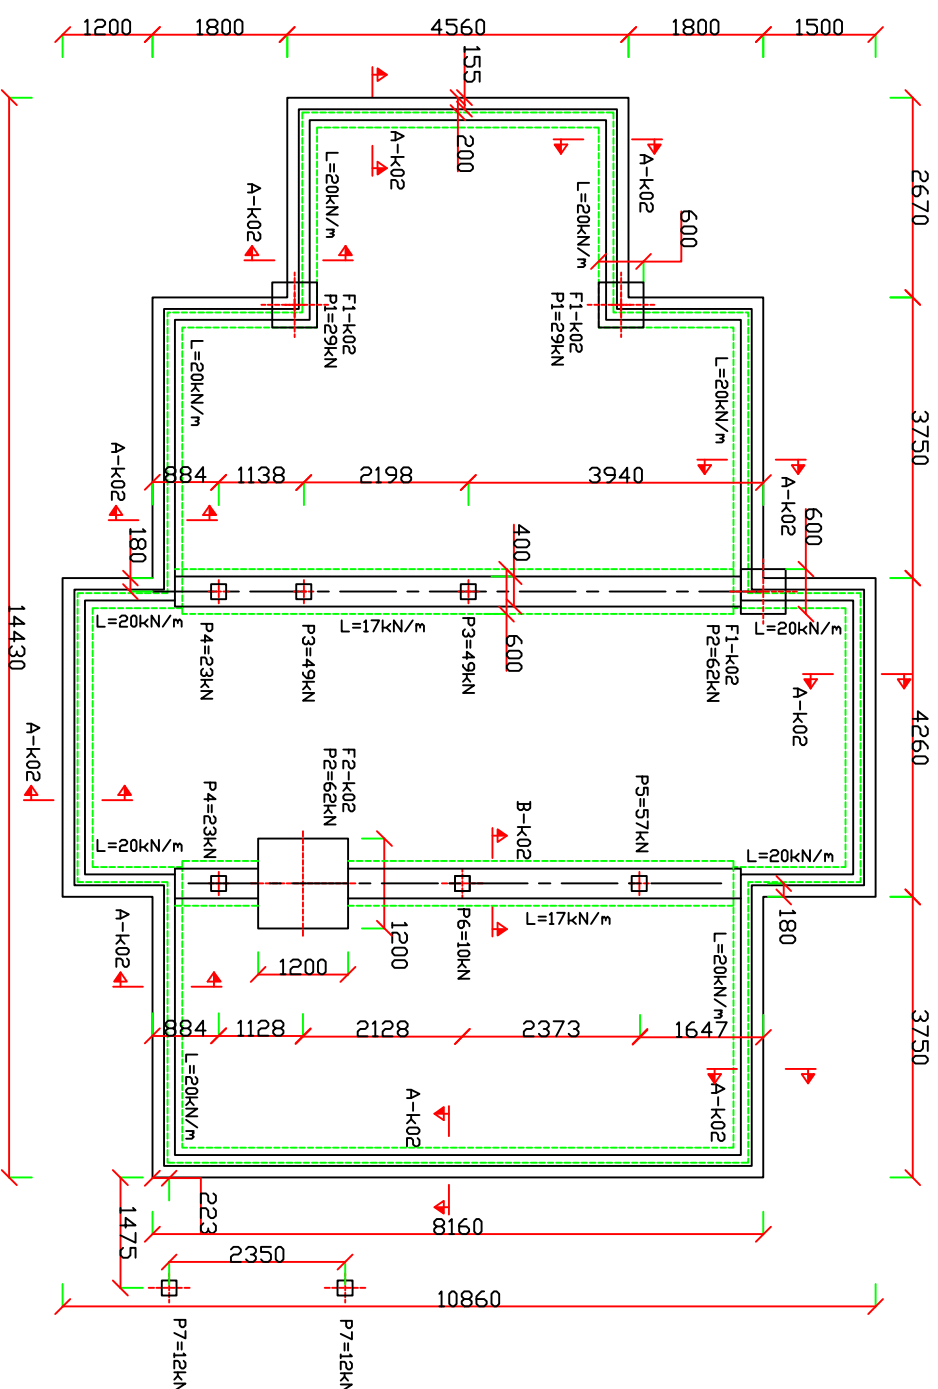 1200
1800
4560
1800
1500
155
A-k02
200
L=20kN/m
A-k02
L=20kN/m
A-k02
600
2670
F1-k02
P1=29kN
F1-k02
P1=29kN
L=20kN/m
L=20kN/m
3750
A-k02
884
1138
2198
3940
A-k02
180
400
600
L=20kN/m
P4=23kN
P3=49kN
L=17kN/m
P3=49kN
600
F1-k02
P2=62kN
L=20kN/m
14430
A-k02
4260
A-k02
F2-k02
P2=62kN
P4=23kN
B-k02
P5=57kN
L=20kN/m
L=20kN/m
A-k02
1200
P6=10kN
L=17kN/m
L=20kN/m
180
1200
884
1128
2128
2373
1647
3750
L=20kN/m
A-k02
A-k02
223
1475
8160
2350
10860
P7=12kN
P7=12kN